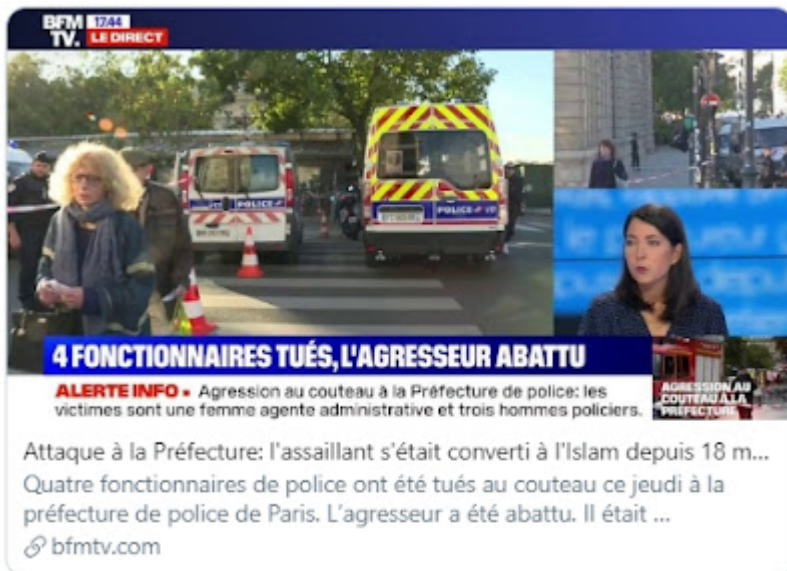 BFM 17:44
TV. LE DIRECT
POLICE
POLICE
4 FONCTIONNAIRES TUÉS, L'AGRESSEUR ABATTU
ALERTE INFO • Agression au couteau à la Préfecture de police: les
victimes sont une femme agente administrative et trois hommes policiers.
AGRESSION AU
COUTEAU À LA
PRÉFECTURE
Attaque à la Préfecture: l'assaillant s'était converti à l'Islam depuis 18 m...
Quatre fonctionnaires de police ont été tués au couteau ce jeudi à la
préfecture de police de Paris. L'agresseur a été abattu. Il était ...
bfmtv.com